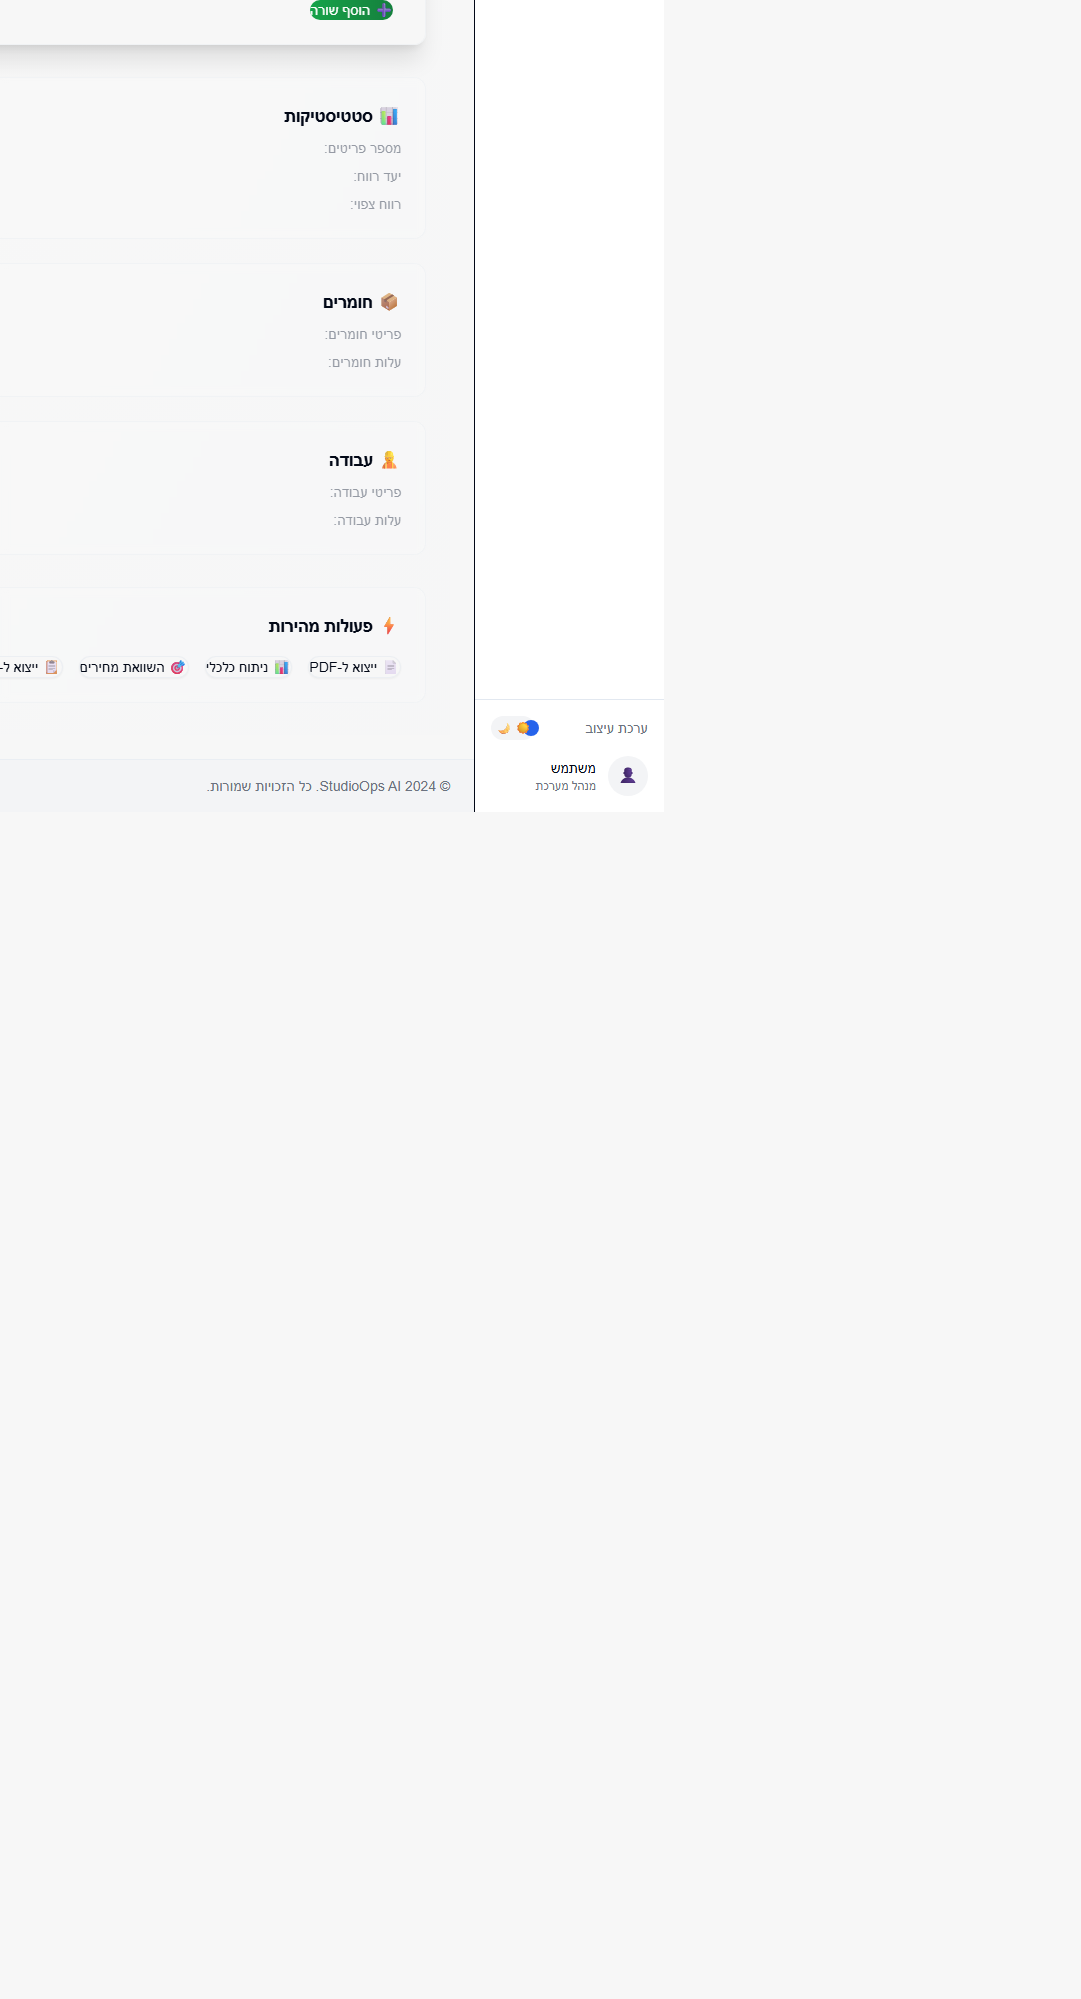 הוסף שורה
סטטיסטיקות
מספר פריטים:
יעד רווח:
רווח צפוי:
חומרים
פריטי חומרים:
עלות חומרים:
עבודה
פריטי עבודה:
עלות עבודה:
פעולות מהירות
ייצוא ל-PDF
ניתוח כלכלי
השוואת מחירים
ייצוא ל-
ערכת עיצוב
משתמש
מנהל מערכת
© 2024 StudioOps AI. כל הזכויות שמורות.